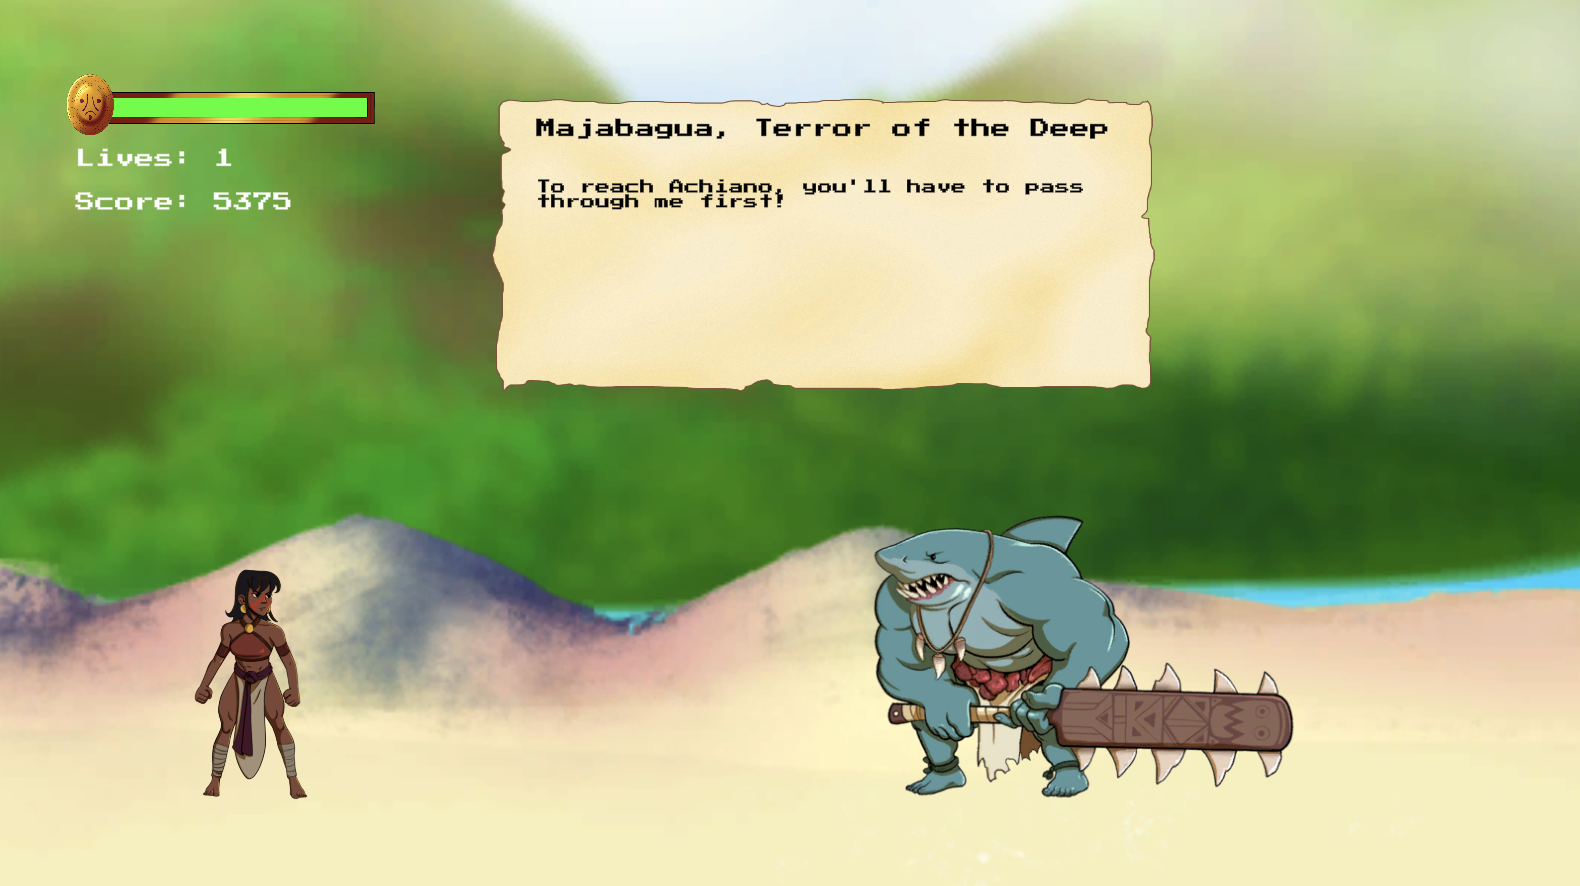 Lives: 1
Score: 5375
Majabagua, Terror of the Deep
To reach Achiano, you'll have to pass
through me first!